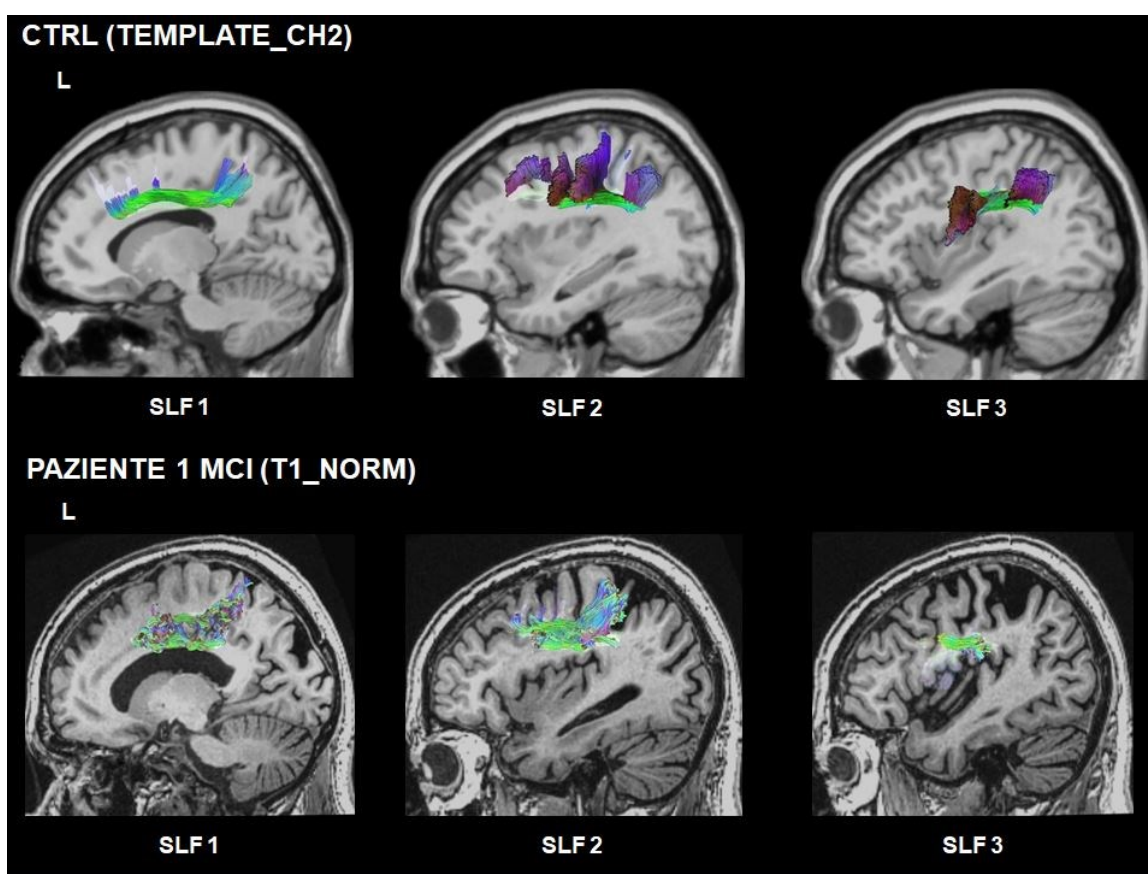 CTRL (TEMPLATE_CH2)
L
SLF 1
SLF 2
SLF 3
PAZIENTE 1 MCI (T1_NORM)
L
SLF 1
SLF 2
SLF 3